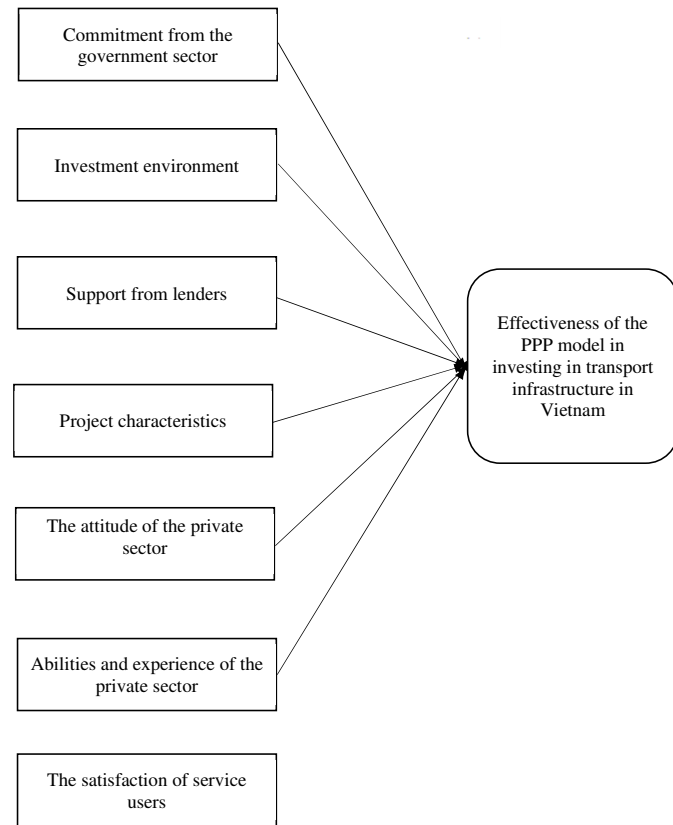 Commitment from the
government sector
Investment environment
Support from lenders
Project characteristics
The attitude of the private
sector
Abilities and experience of the
private sector
The satisfaction of service
users
Effectiveness of the
PPP model in
investing in transport
infrastructure in
Vietnam